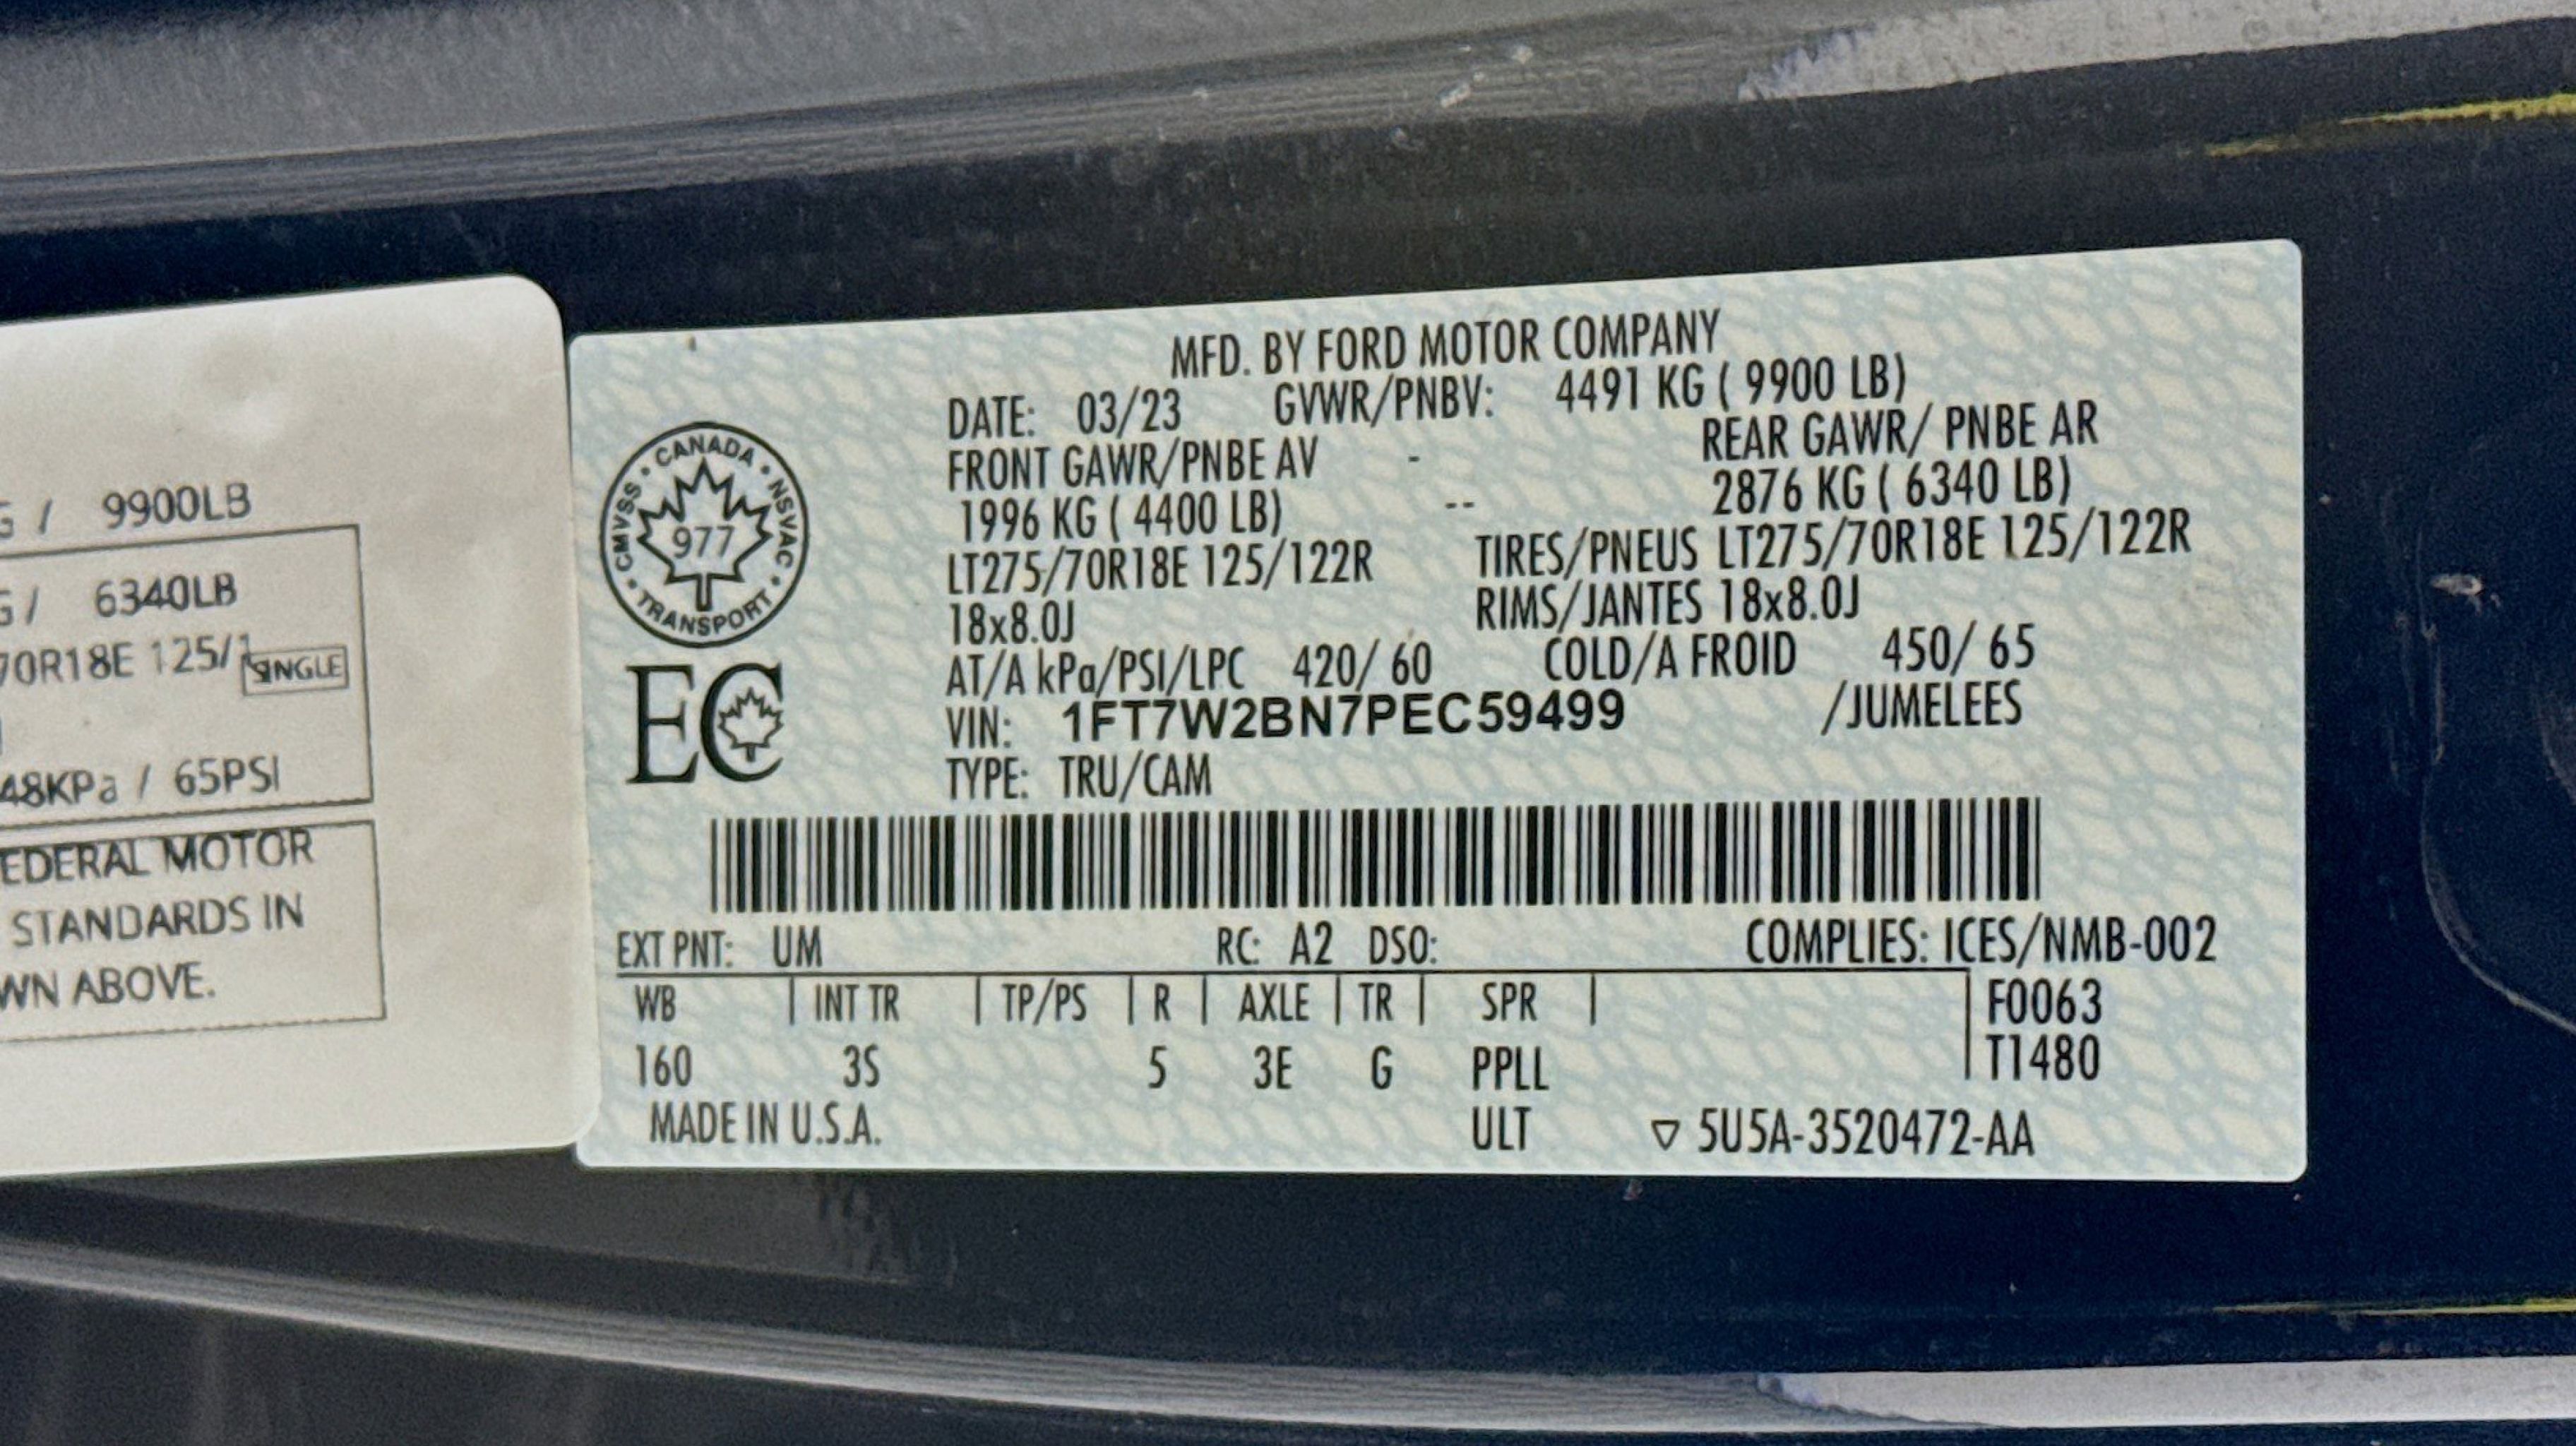 G / 9900LB
G / 6340LB
70R18E 125/1
SINGLE
48KPa / 65PSI
EDERAL MOTOR
STANDARDS IN
WN ABOVE.
MFD. BY FORD MOTOR COMPANY
DATE: 03/23 GVWR/PNBV: 4491 KG ( 9900 LB)
FRONT GAWR/PNBE AV - REAR GAWR/ PNBE AR
1996 KG ( 4400 LB) -- 2876 KG ( 6340 LB)
LT275/70R18E 125/122R TIRES/PNEUS LT275/70R18E 125/122R
18x8.0J RIMS/JANTES 18x8.0J
AT/A kPa/PSI/LPC 420/ 60 COLD/A FROID 450/ 65
VIN: 1FT7W2BN7PEC59499 /JUMELEES
TYPE: TRU/CAM
CANADA • NSVAC • TRANSPORT • CMVSS •
977
EC
EXT PNT: UM RC: A2 DSO: COMPLIES: ICES/NMB-002
WB | INT TR | TP/PS | R | AXLE | TR | SPR | F0063
160 3S 5 3E G PPLL T1480
MADE IN U.S.A. ULT ▽ 5U5A-3520472-AA